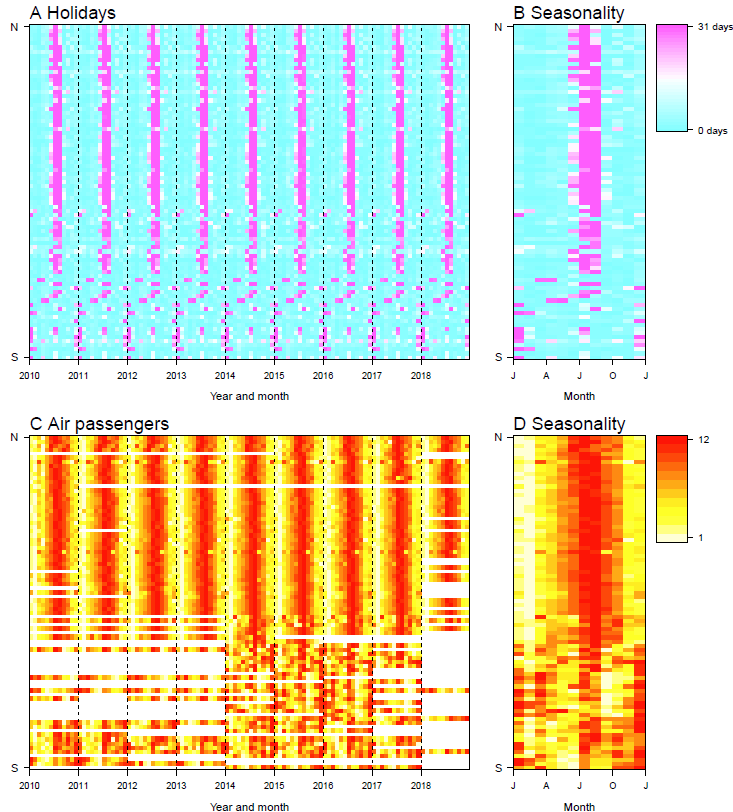 A Holidays
B Seasonality
N
N
31 days
0 days
S
S
2010 2011 2012 2013 2014 2015 2016 2017 2018
J A J O J
Year and month
Month
C Air passengers
D Seasonality
N
N
12
1
S
S
2010 2011 2012 2013 2014 2015 2016 2017 2018
J A J O J
Year and month
Month